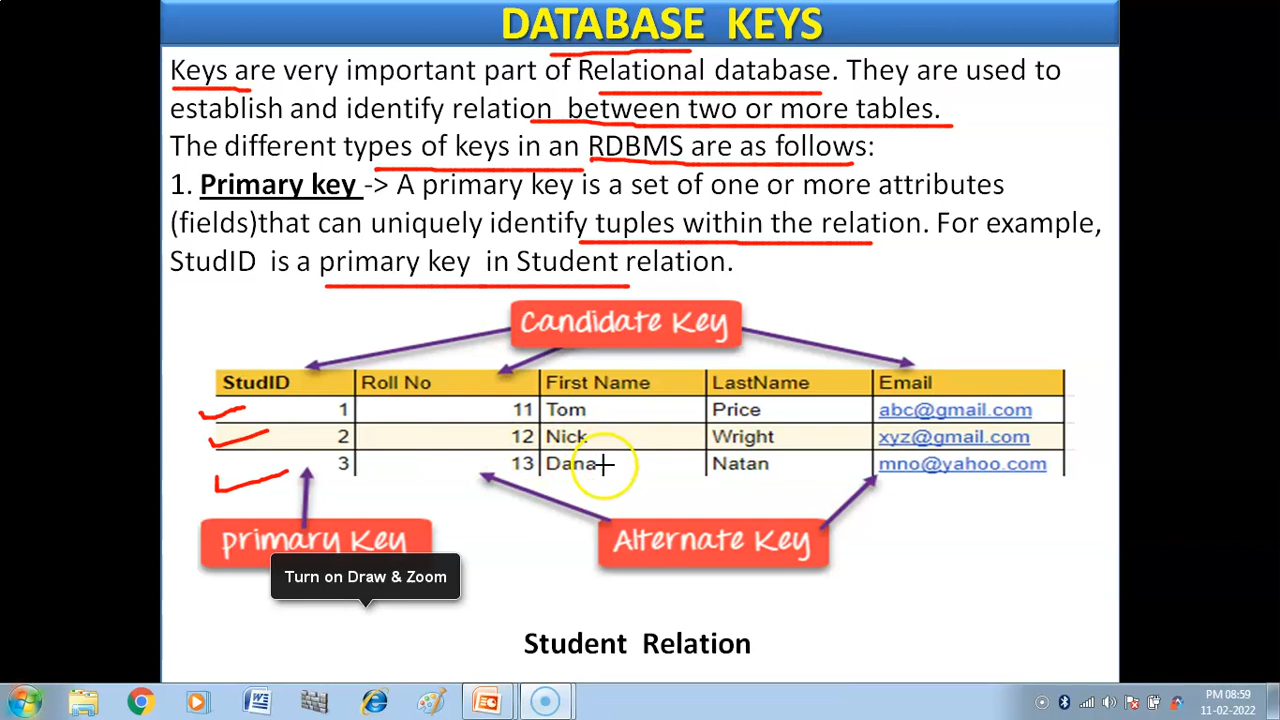 DATABASE KEYS
Keys are very important part of Relational database. They are used to
establish and identify relation between two or more tables.
The different types of keys in an RDBMS are as follows:
1. Primary key -> A primary key is a set of one or more attributes
(fields)that can uniquely identify tuples within the relation. For example,
StudID is a primary key in Student relation.
Candidate Key
StudID Roll No First Name LastName Email
1 11 Tom Price abc@gmail.com
2 12 Nick Wright xyz@gmail.com
3 13 Dana Natan mno@yahoo.com
primary Key Alternate Key
Turn on Draw & Zoom
Student Relation
PM 08:59
11-02-2022